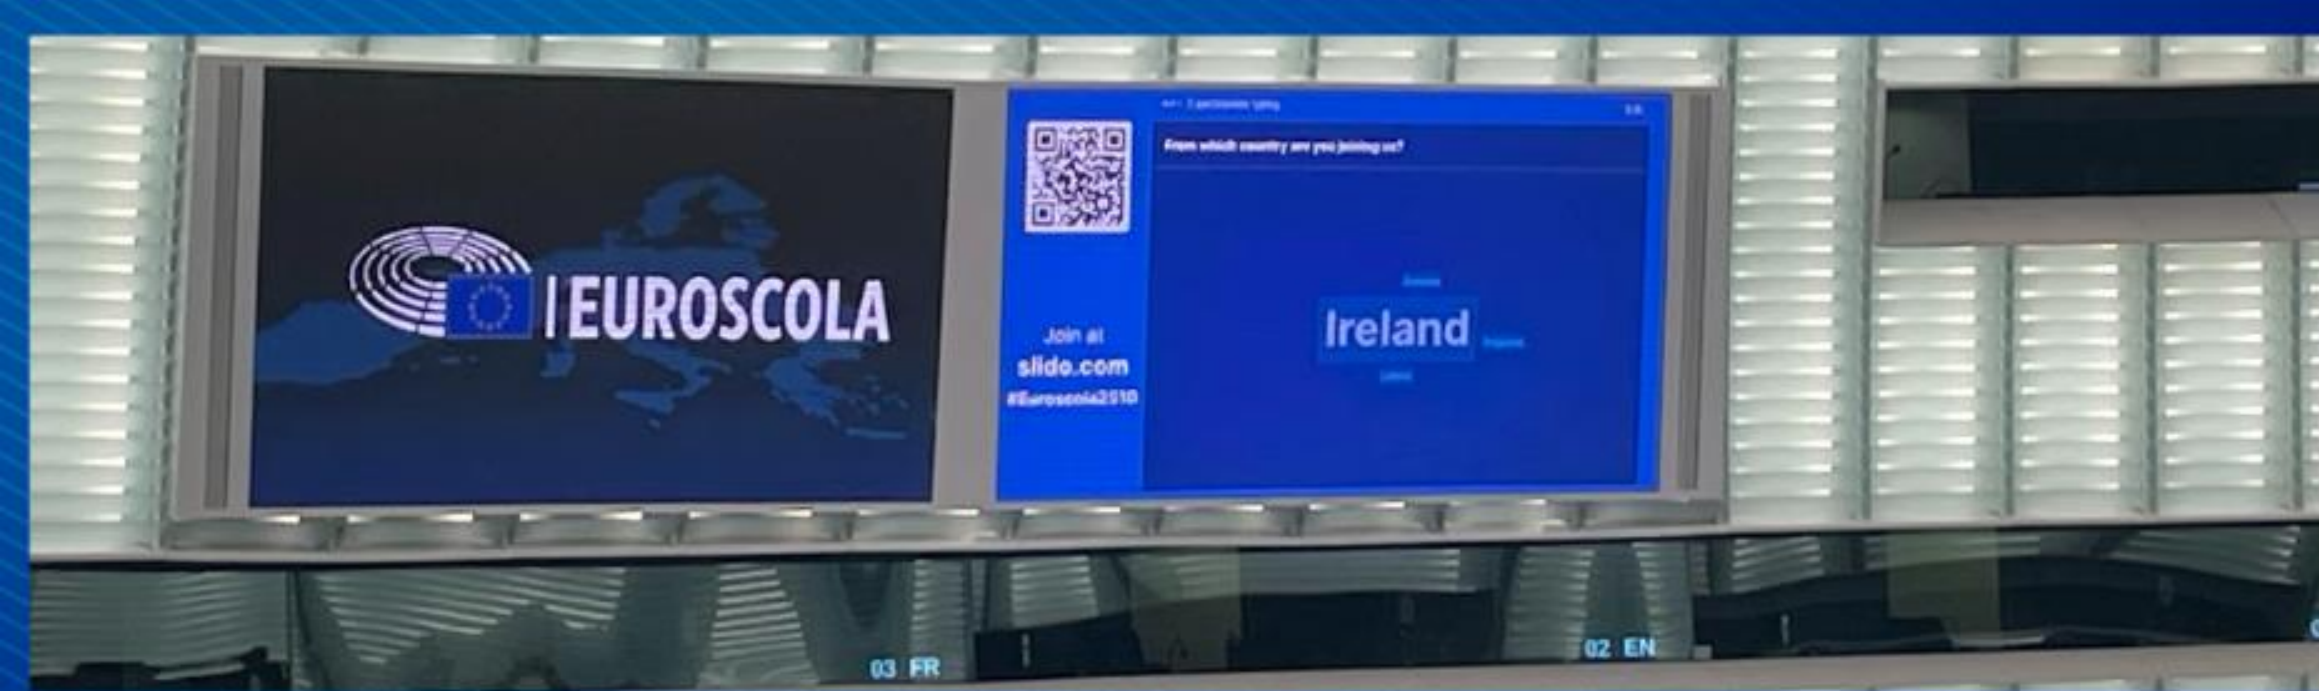 EUROSCOLA
From which country are you joining us?
Ireland
Join at
slido.com
03 FR
02 EN